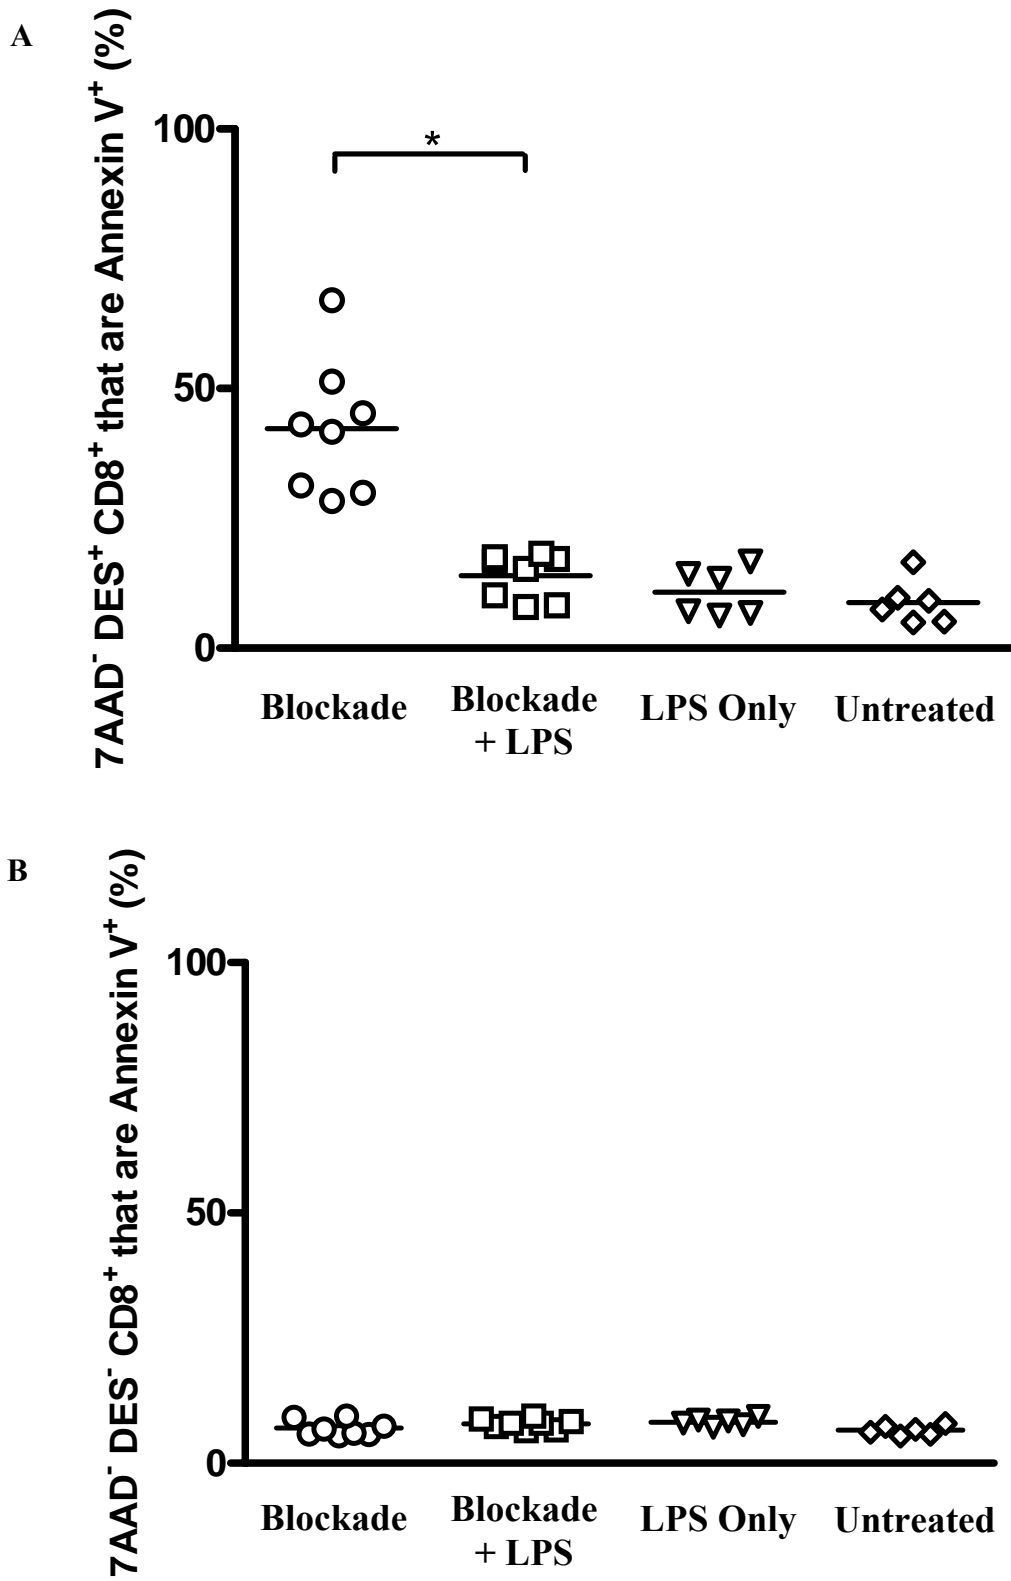 A
7AAD⁻ DES⁺ CD8⁺ that are Annexin V⁺ (%)
100
*
50
0
Blockade
Blockade
+ LPS
LPS Only
Untreated
B
7AAD⁻ DES⁻ CD8⁺ that are Annexin V⁺ (%)
100
50
0
Blockade
Blockade
+ LPS
LPS Only
Untreated